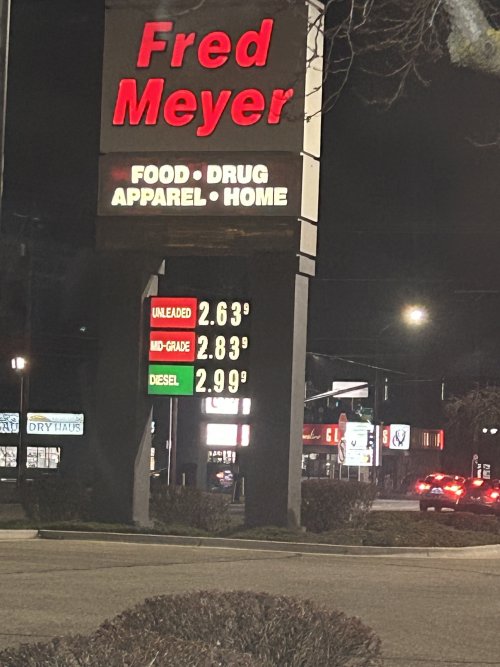 Fred
Meyer
FOOD • DRUG
APPAREL • HOME
UNLEADED 2.63⁹
MID-GRADE 2.83⁹
DIESEL 2.99⁹
DRY HAUS